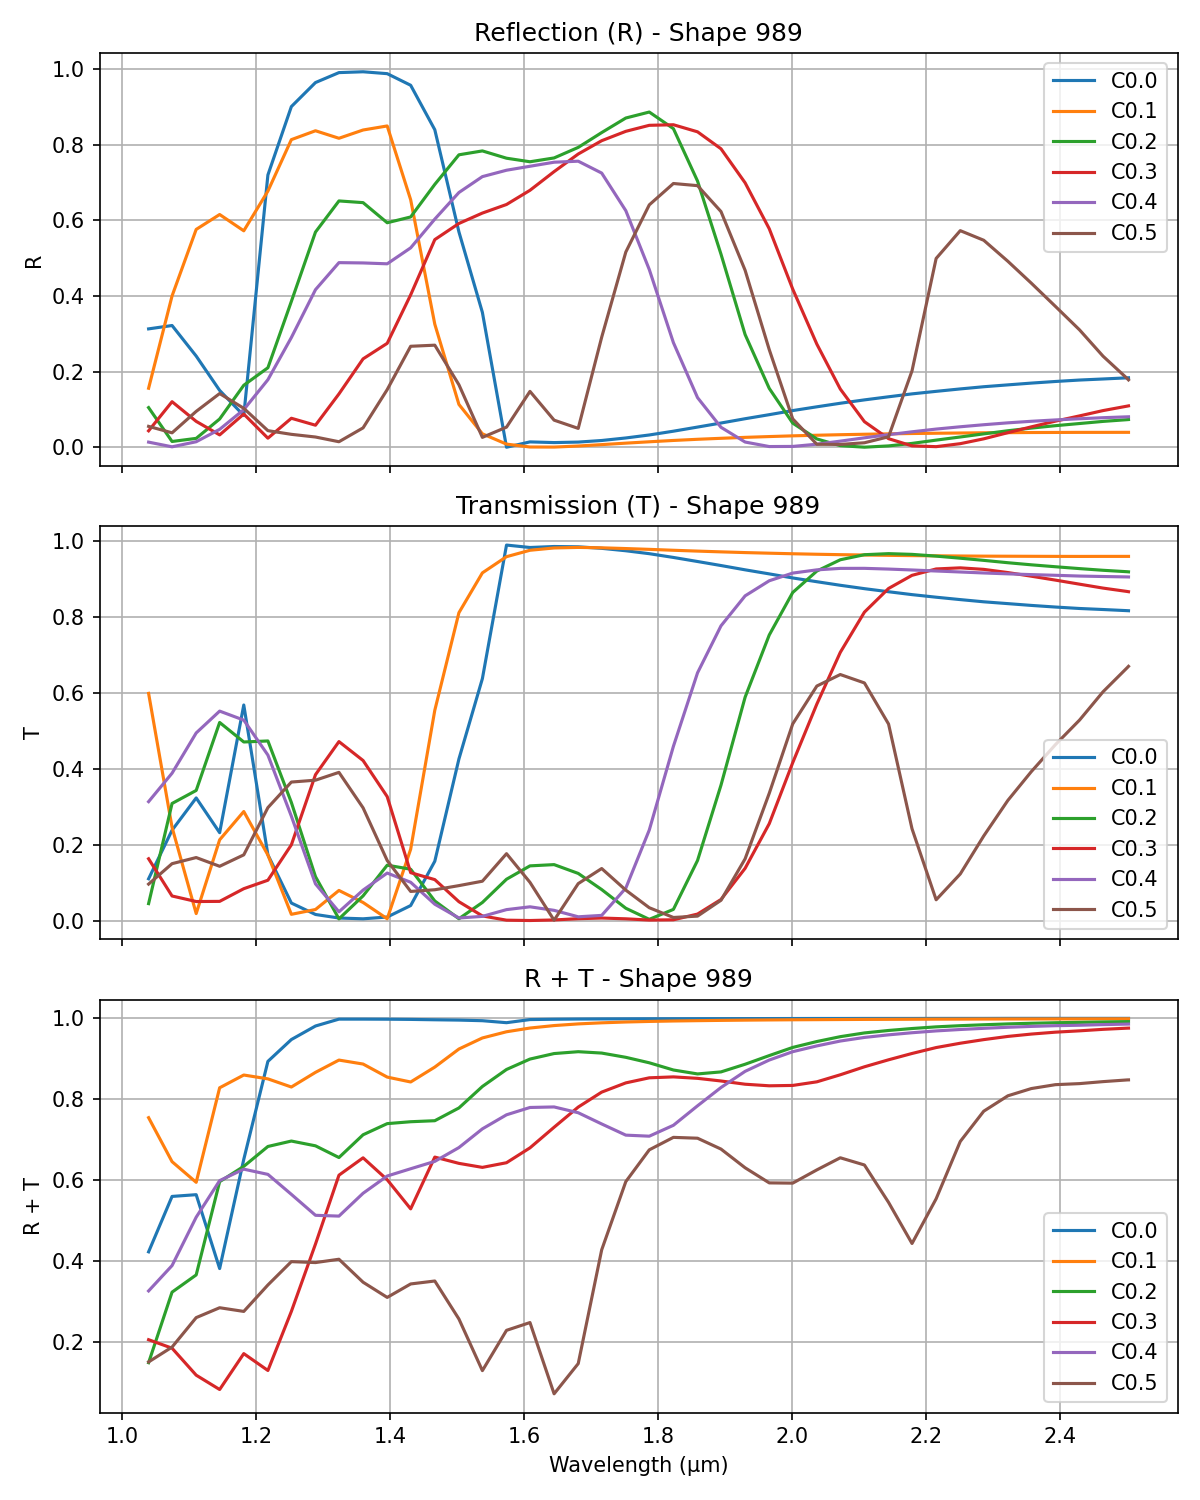 Reflection (R) - Shape 989
1.0
0.8
0.6
0.4
0.2
0.0
R
C0.0
C0.1
C0.2
C0.3
C0.4
C0.5
Transmission (T) - Shape 989
1.0
0.8
0.6
0.4
0.2
0.0
T
C0.0
C0.1
C0.2
C0.3
C0.4
C0.5
R + T - Shape 989
1.0
0.8
0.6
0.4
0.2
R + T
C0.0
C0.1
C0.2
C0.3
C0.4
C0.5
1.0 1.2 1.4 1.6 1.8 2.0 2.2 2.4
Wavelength (μm)